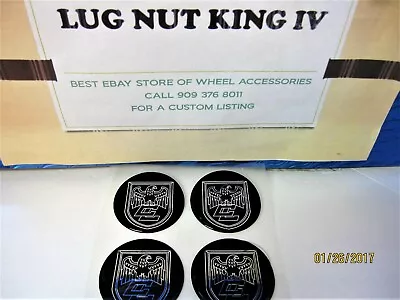 LUG NUT KING IV
BEST EBAY STORE OF WHEEL ACCESSORIES
CALL 909 376 8011
FOR A CUSTOM LISTING
01/26/2017